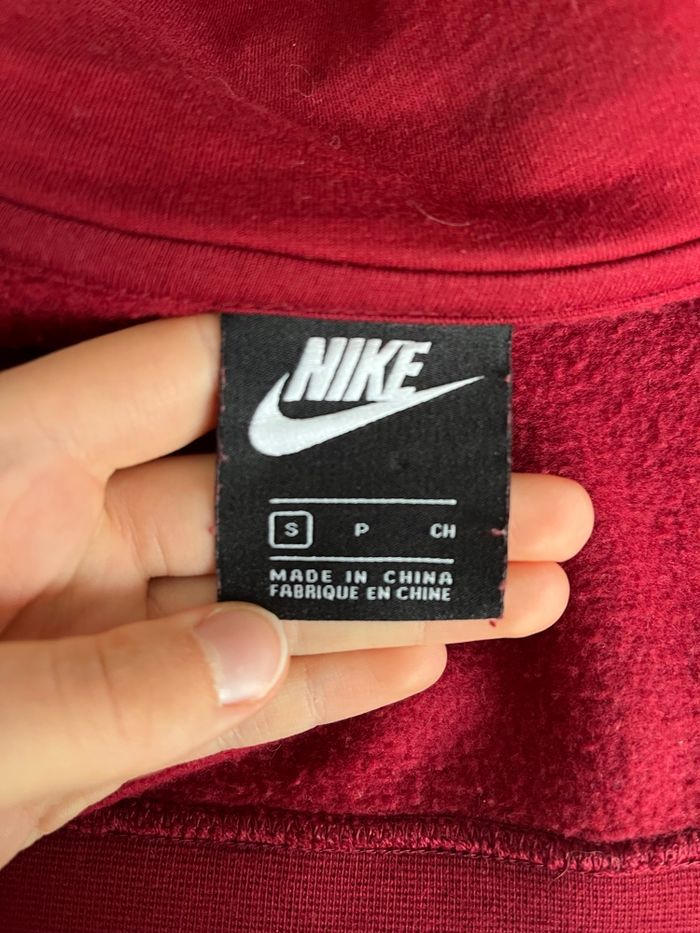 NIKE
S P CH
MADE IN CHINA
FABRIQUE EN CHINE